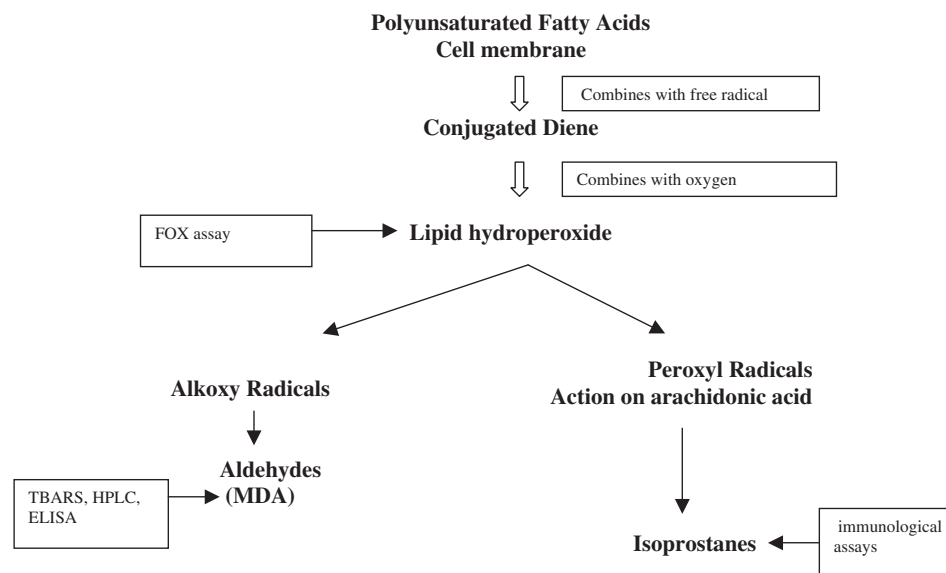 Polyunsaturated Fatty Acids
Cell membrane
Combines with free radical
Conjugated Diene
Combines with oxygen
FOX assay
Lipid hydroperoxide
Alkoxy Radicals
Peroxyl Radicals
Action on arachidonic acid
Aldehydes
(MDA)
TBARS, HPLC,
ELISA
Isoprostanes
immunological
assays